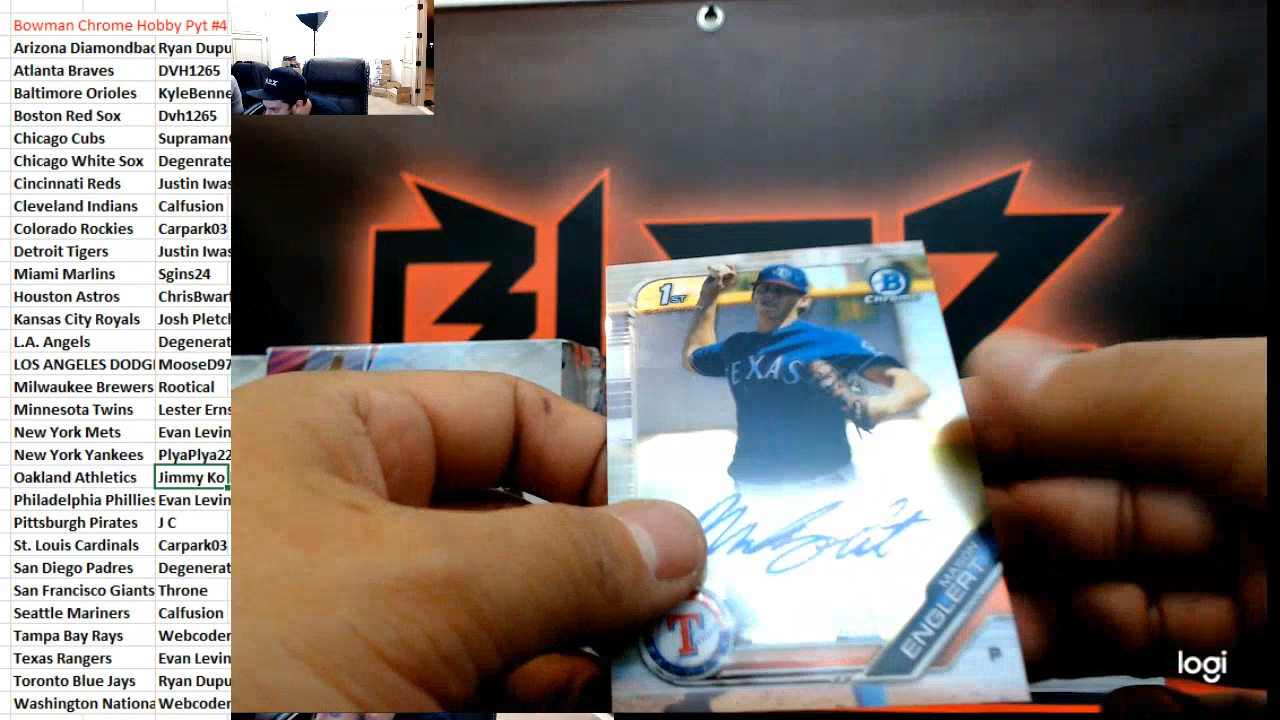 Bowman Chrome Hobby Pyt #4
Arizona Diamondbac Ryan Dupu
Atlanta Braves DVH1265
Baltimore Orioles KyleBenne
Boston Red Sox Dvh1265
Chicago Cubs Supraman
Chicago White Sox Degenrate
Cincinnati Reds Justin Iwas
Cleveland Indians Calfusion
Colorado Rockies Carpark03
Detroit Tigers Justin Iwas
Miami Marlins Sgins24
Houston Astros ChrisBwar
Kansas City Royals Josh Pletch
L.A. Angels Degenerat
LOS ANGELES DODG MooseD97
Milwaukee Brewers Rootical
Minnesota Twins Lester Erns
New York Mets Evan Levin
New York Yankees PlyaPlya22
Oakland Athletics Jimmy Ko
Philadelphia Phillies Evan Levin
Pittsburgh Pirates J C
St. Louis Cardinals Carpark03
San Diego Padres Degenerat
San Francisco Giants Throne
Seattle Mariners Calfusion
Tampa Bay Rays Webcoder
Texas Rangers Evan Levin
Toronto Blue Jays Ryan Dupu
Washington Nationa Webcoder
1ST
B
Chrome
TEXAS
MASON
ENGLERT
P
T
logi